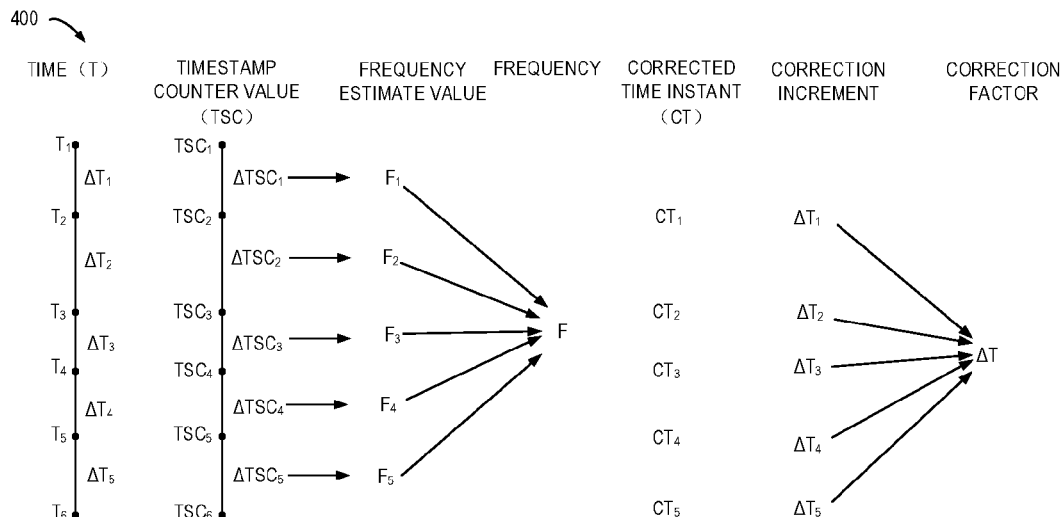 400
TIME（T）
TIMESTAMP
COUNTER VALUE
（TSC）
FREQUENCY
ESTIMATE VALUE
FREQUENCY
CORRECTED
TIME INSTANT
（CT）
CORRECTION
INCREMENT
CORRECTION
FACTOR
T₁
TSC₁
ΔT₁
ΔTSC₁
F₁
T₂
TSC₂
CT₁
ΔT₁
ΔT₂
ΔTSC₂
F₂
T₃
TSC₃
CT₂
ΔT₂
ΔT₃
ΔTSC₃
F₃
F
ΔT
T₄
TSC₄
CT₃
ΔT₃
ΔT₄
ΔTSC₄
F₄
T₅
TSC₅
CT₄
ΔT₄
ΔT₅
ΔTSC₅
F₅
T₆
TSC₆
CT₅
ΔT₅